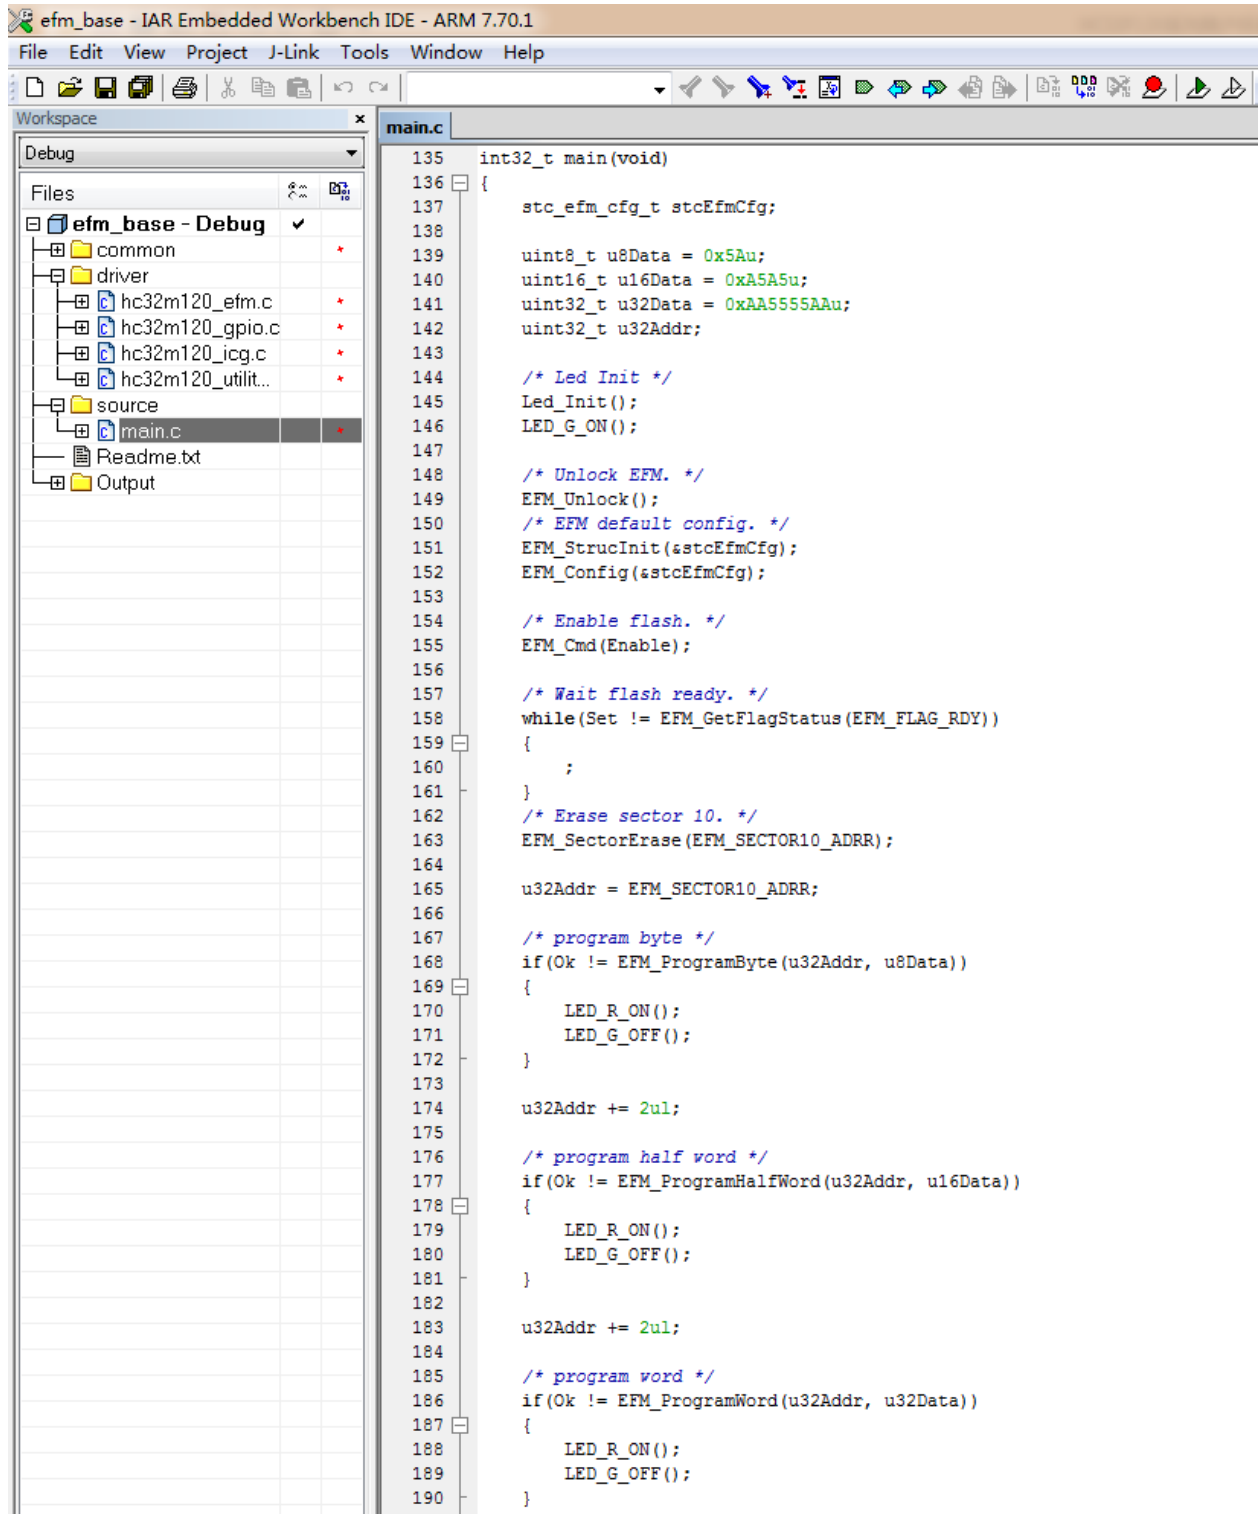 efm_base - IAR Embedded Workbench IDE - ARM 7.70.1
File Edit View Project J-Link Tools Window Help
Workspace
Debug
Files
efm_base - Debug
common
driver
hc32m120_efm.c
hc32m120_gpio.c
hc32m120_icg.c
hc32m120_utilit...
source
main.c
Readme.txt
Output
main.c
135 int32_t main(void)
136 {
137 stc_efm_cfg_t stcEfmCfg;
138
139 uint8_t u8Data = 0x5Au;
140 uint16_t u16Data = 0xA5A5u;
141 uint32_t u32Data = 0xAA5555AAu;
142 uint32_t u32Addr;
143
144 /* Led Init */
145 Led_Init();
146 LED_G_ON();
147
148 /* Unlock EFM. */
149 EFM_Unlock();
150 /* EFM default config. */
151 EFM_StrucInit(&stcEfmCfg);
152 EFM_Config(&stcEfmCfg);
153
154 /* Enable flash. */
155 EFM_Cmd(Enable);
156
157 /* Wait flash ready. */
158 while(Set != EFM_GetFlagStatus(EFM_FLAG_RDY))
159 {
160 ;
161 }
162 /* Erase sector 10. */
163 EFM_SectorErase(EFM_SECTOR10_ADRR);
164
165 u32Addr = EFM_SECTOR10_ADRR;
166
167 /* program byte */
168 if(Ok != EFM_ProgramByte(u32Addr, u8Data))
169 {
170 LED_R_ON();
171 LED_G_OFF();
172 }
173
174 u32Addr += 2ul;
175
176 /* program half word */
177 if(Ok != EFM_ProgramHalfWord(u32Addr, u16Data))
178 {
179 LED_R_ON();
180 LED_G_OFF();
181 }
182
183 u32Addr += 2ul;
184
185 /* program word */
186 if(Ok != EFM_ProgramWord(u32Addr, u32Data))
187 {
188 LED_R_ON();
189 LED_G_OFF();
190 }